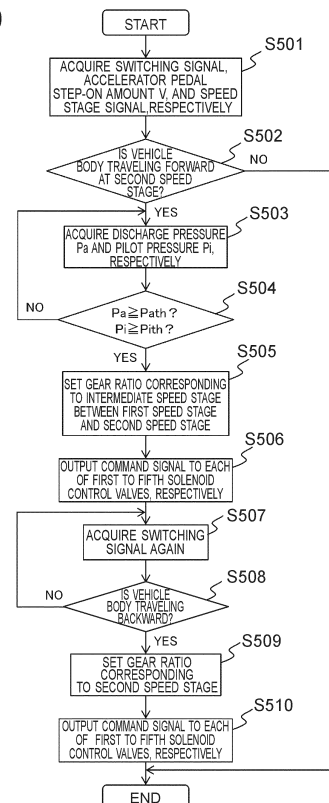 )
START
S501
ACQUIRE SWITCHING SIGNAL,
ACCELERATOR PEDAL
STEP-ON AMOUNT V, AND SPEED
STAGE SIGNAL,RESPECTIVELY
S502
IS VEHICLE
BODY TRAVELING FORWARD
AT SECOND SPEED
STAGE?
NO
YES
S503
ACQUIRE DISCHARGE PRESSURE
Pa AND PILOT PRESSURE Pi,
RESPECTIVELY
S504
Pa≧Path?
Pi≧Pith?
NO
YES
S505
SET GEAR RATIO CORRESPONDING
TO INTERMEDIATE SPEED STAGE
BETWEEN FIRST SPEED STAGE
AND SECOND SPEED STAGE
S506
OUTPUT COMMAND SIGNAL TO EACH
OF FIRST TO FIFTH SOLENOID
CONTROL VALVES, RESPECTIVELY
S507
ACQUIRE SWITCHING
SIGNAL AGAIN
S508
IS VEHICLE
BODY TRAVELING
BACKWARD?
NO
YES
S509
SET GEAR RATIO
CORRESPONDING
TO SECOND SPEED STAGE
S510
OUTPUT COMMAND SIGNAL TO EACH
OF FIRST TO FIFTH SOLENOID
CONTROL VALVES, RESPECTIVELY
END